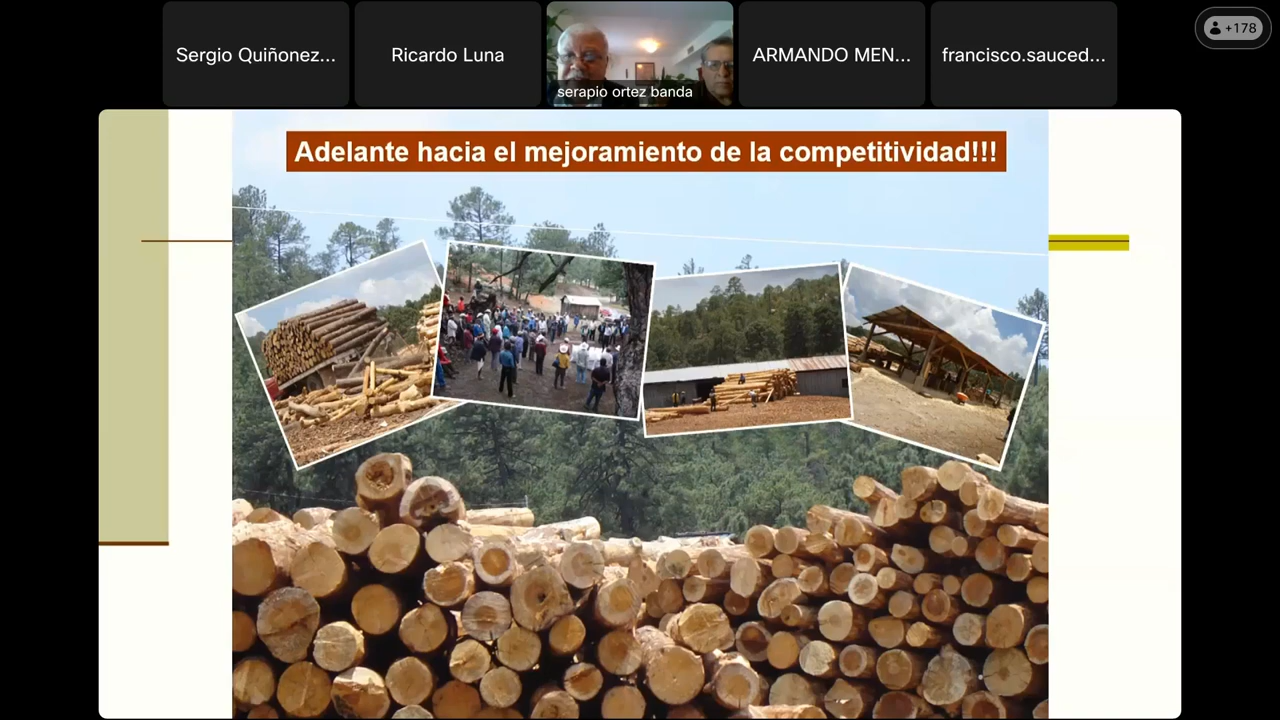 Sergio Quiñonez...
Ricardo Luna
serapio ortez banda
ARMANDO MEN...
francisco.sauced...
+178
Adelante hacia el mejoramiento de la competitividad!!!